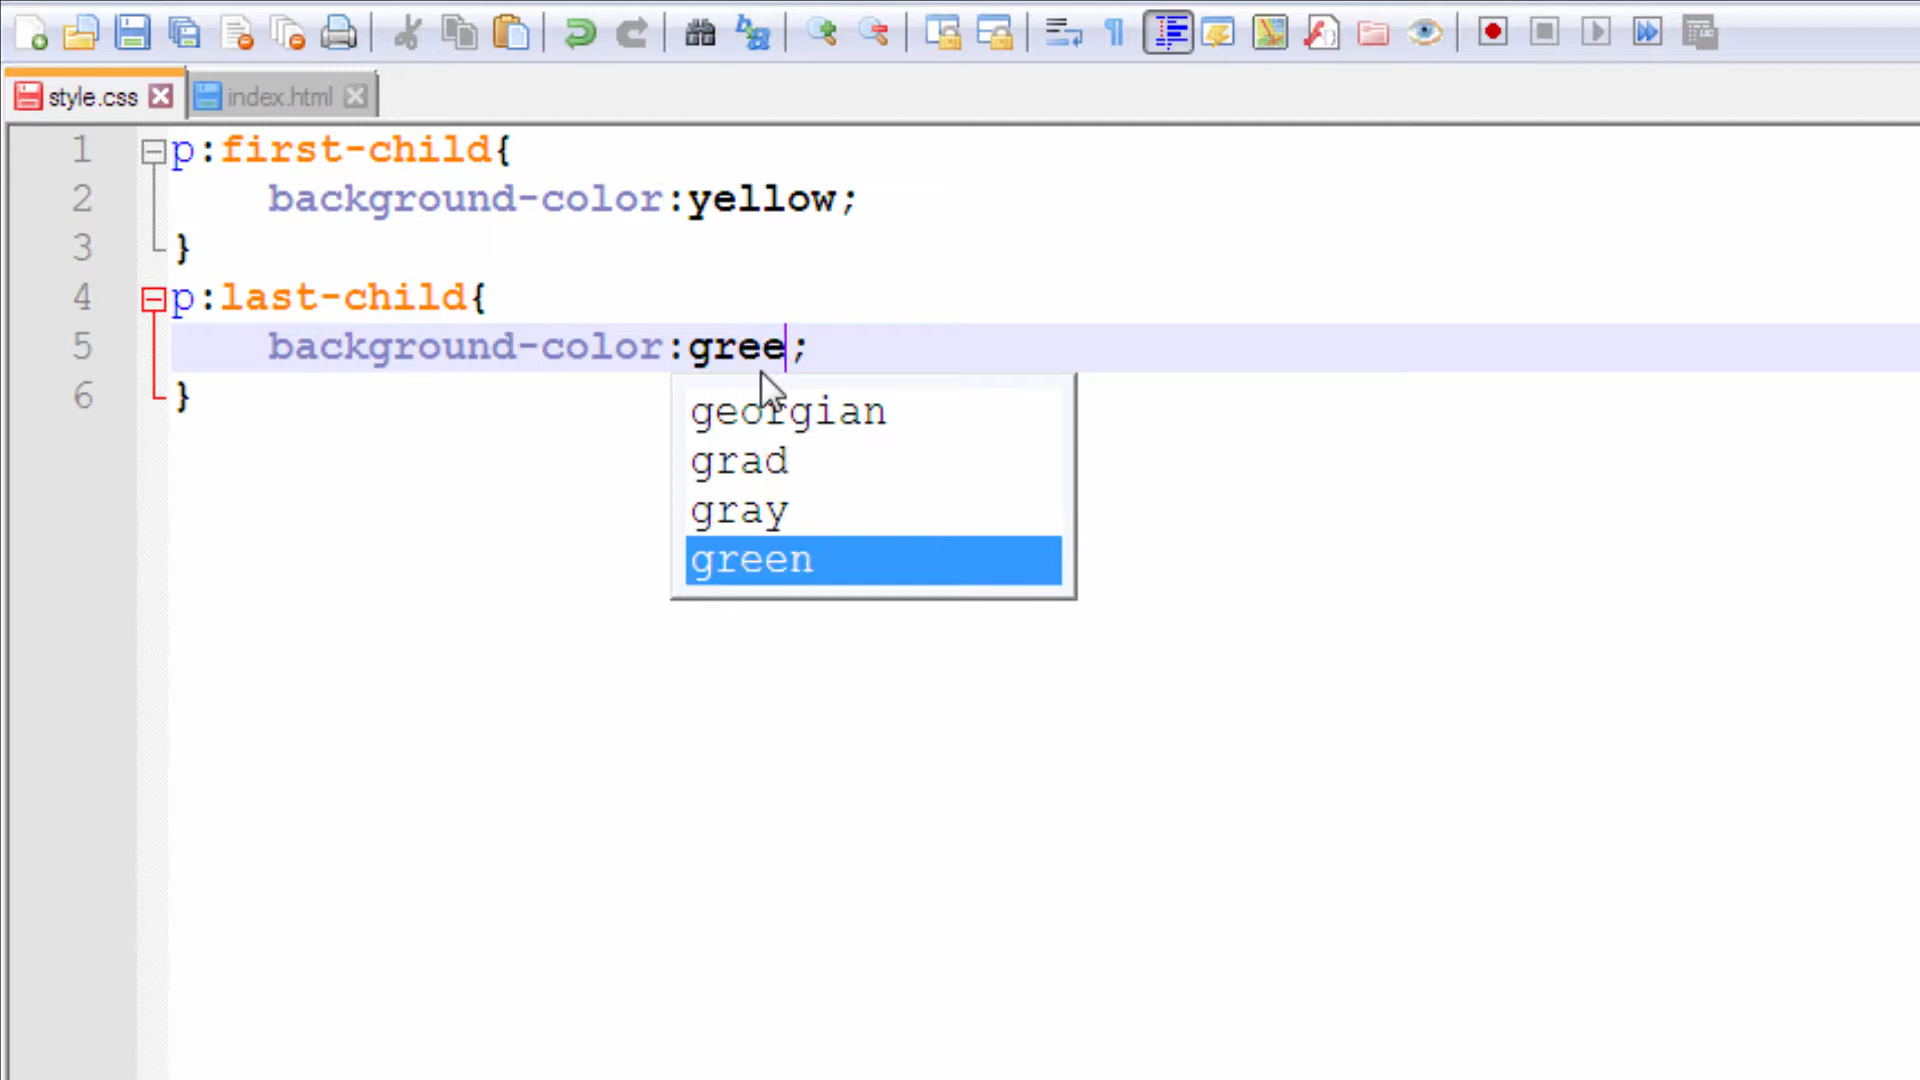 style.css index.html
1 p:first-child{
2 background-color:yellow;
3 }
4 p:last-child{
5 background-color:gree;
6 }
georgian
grad
gray
green